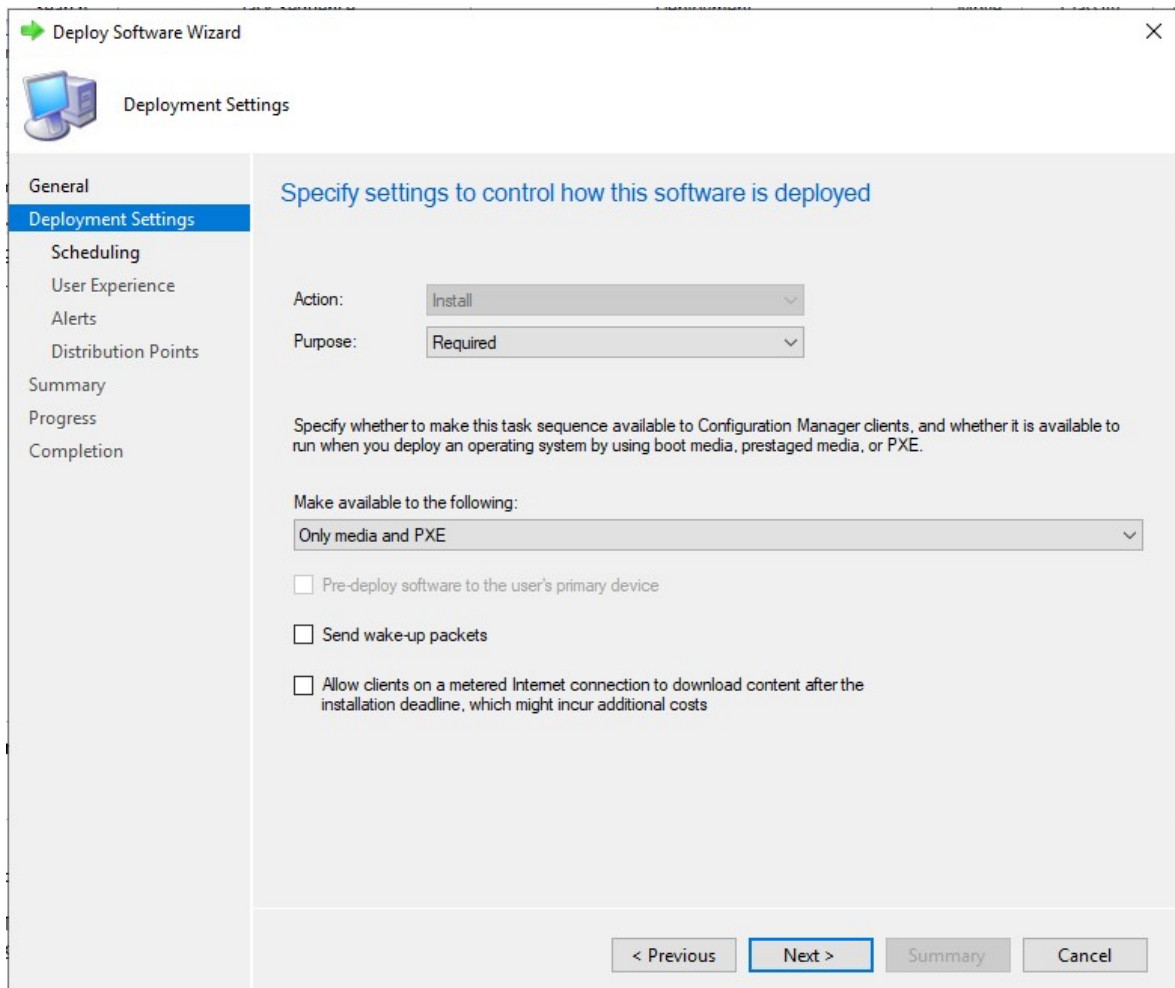 Deploy Software Wizard
Deployment Settings
General
Deployment Settings
Scheduling
User Experience
Alerts
Distribution Points
Summary
Progress
Completion
Specify settings to control how this software is deployed
Action:
Install
Purpose:
Required
Specify whether to make this task sequence available to Configuration Manager clients, and whether it is available to
run when you deploy an operating system by using boot media, prestaged media, or PXE.
Make available to the following:
Only media and PXE
Pre-deploy software to the user's primary device
Send wake-up packets
Allow clients on a metered Internet connection to download content after the
installation deadline, which might incur additional costs
< Previous
Next >
Summary
Cancel